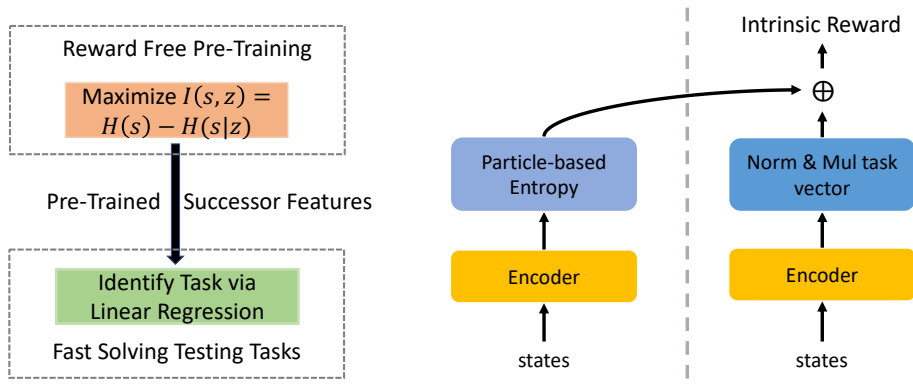 Reward Free Pre-Training
Maximize I(s, z) =
H(s) − H(s|z)
Pre-Trained Successor Features
Identify Task via
Linear Regression
Fast Solving Testing Tasks
Particle-based
Entropy
Encoder
states
Intrinsic Reward
⊕
Norm & Mul task
vector
Encoder
states